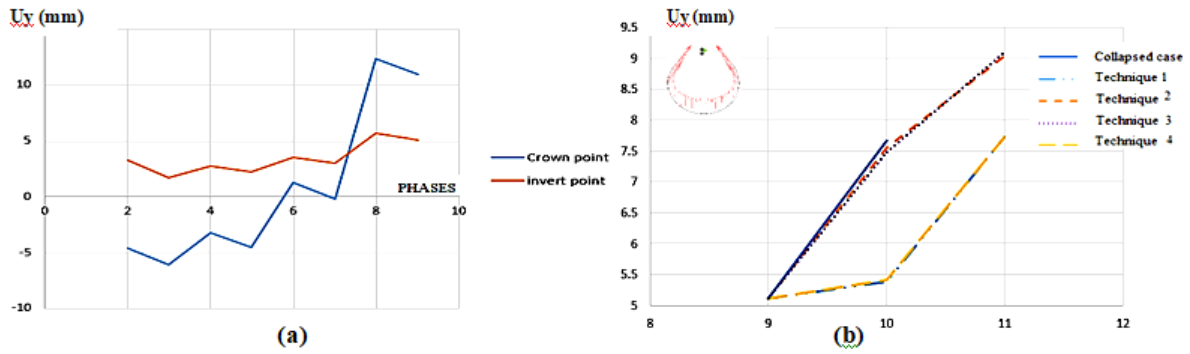 Uy (mm)
10
5
0
-5
-10
0
2
4
6
8
10
PHASES
Crown point
invert point
(a)
Uy (mm)
9.5
9
8.5
8
7.5
7
6.5
6
5.5
5
8
9
10
11
12
Collapsed case
Technique 1
Technique 2
Technique 3
Technique 4
(b)